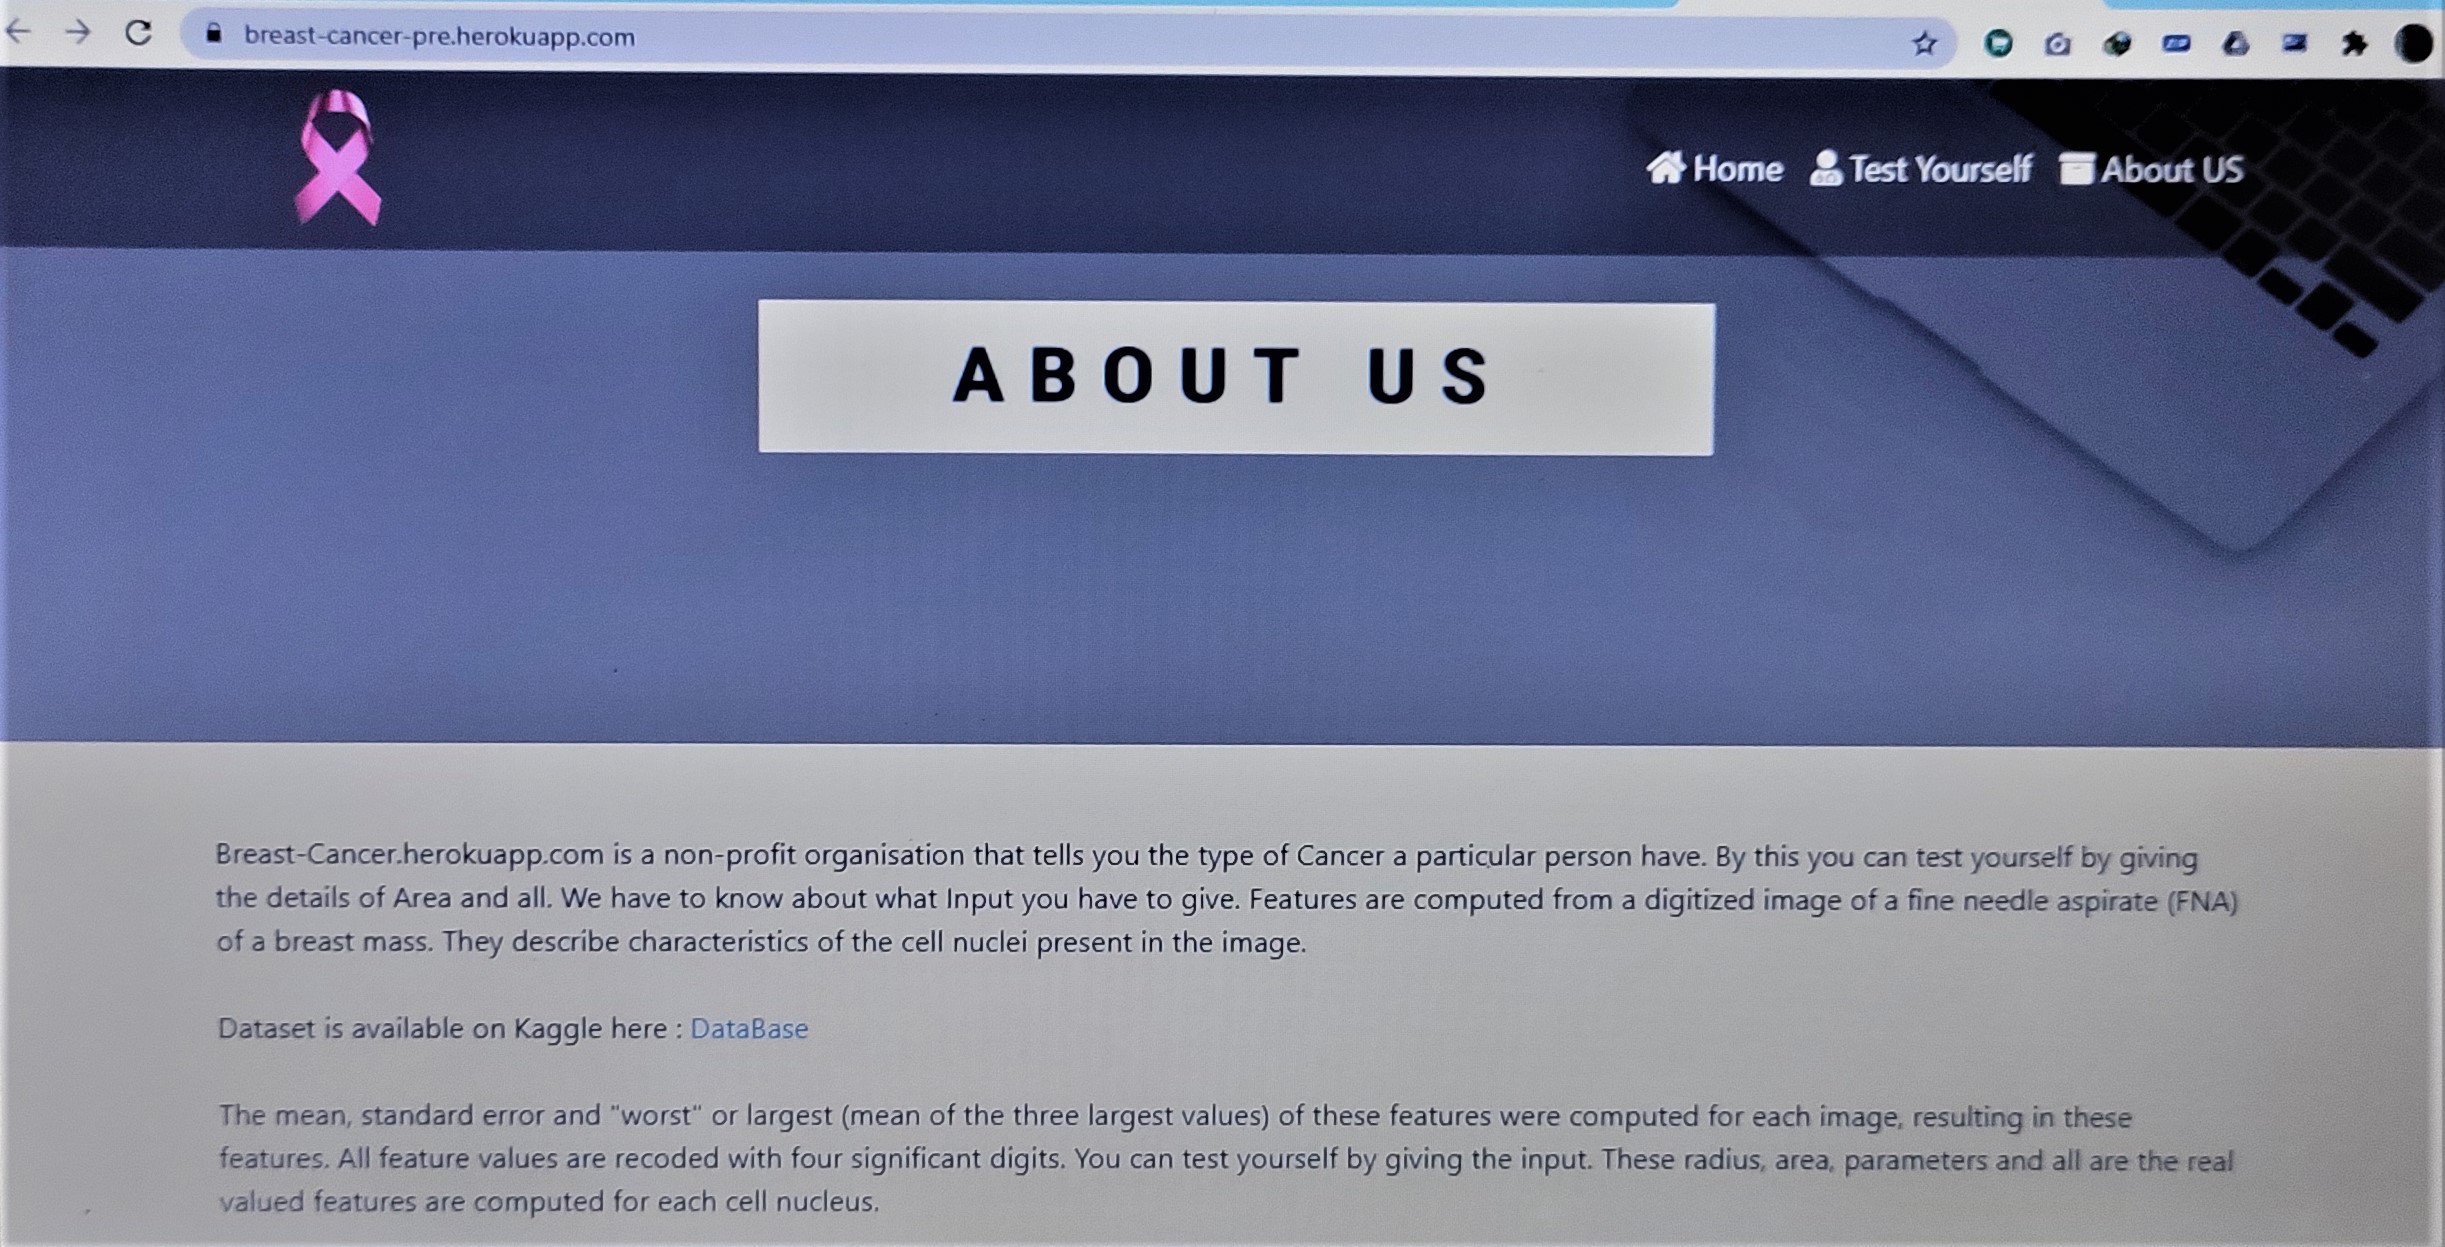 breast-cancer-pre.herokuapp.com
Home Test Yourself About US
ABOUT US
Breast-Cancer.herokuapp.com is a non-profit organisation that tells you the type of Cancer a particular person have. By this you can test yourself by giving
the details of Area and all. We have to know about what Input you have to give. Features are computed from a digitized image of a fine needle aspirate (FNA)
of a breast mass. They describe characteristics of the cell nuclei present in the image.
Dataset is available on Kaggle here : DataBase
The mean, standard error and "worst" or largest (mean of the three largest values) of these features were computed for each image, resulting in these
features. All feature values are recoded with four significant digits. You can test yourself by giving the input. These radius, area, parameters and all are the real
valued features are computed for each cell nucleus.